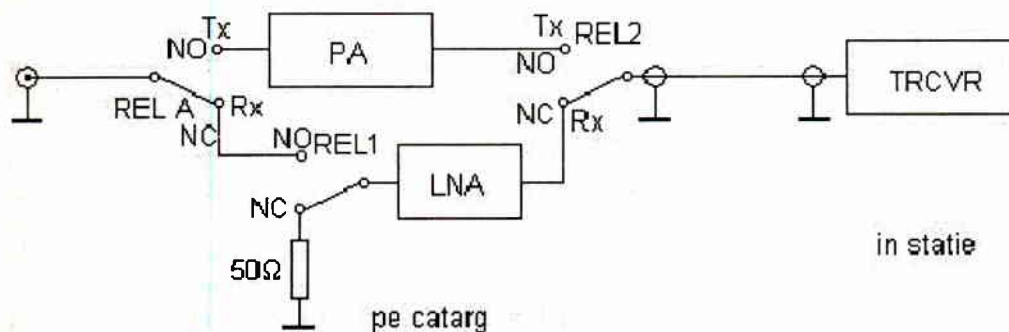 Tx
NO
PA
Tx
REL2
NO
REL A
Rx
NC
NO
REL1
NC
Rx
TRCVR
LNA
NC
50Ω
in statie
pe catarg